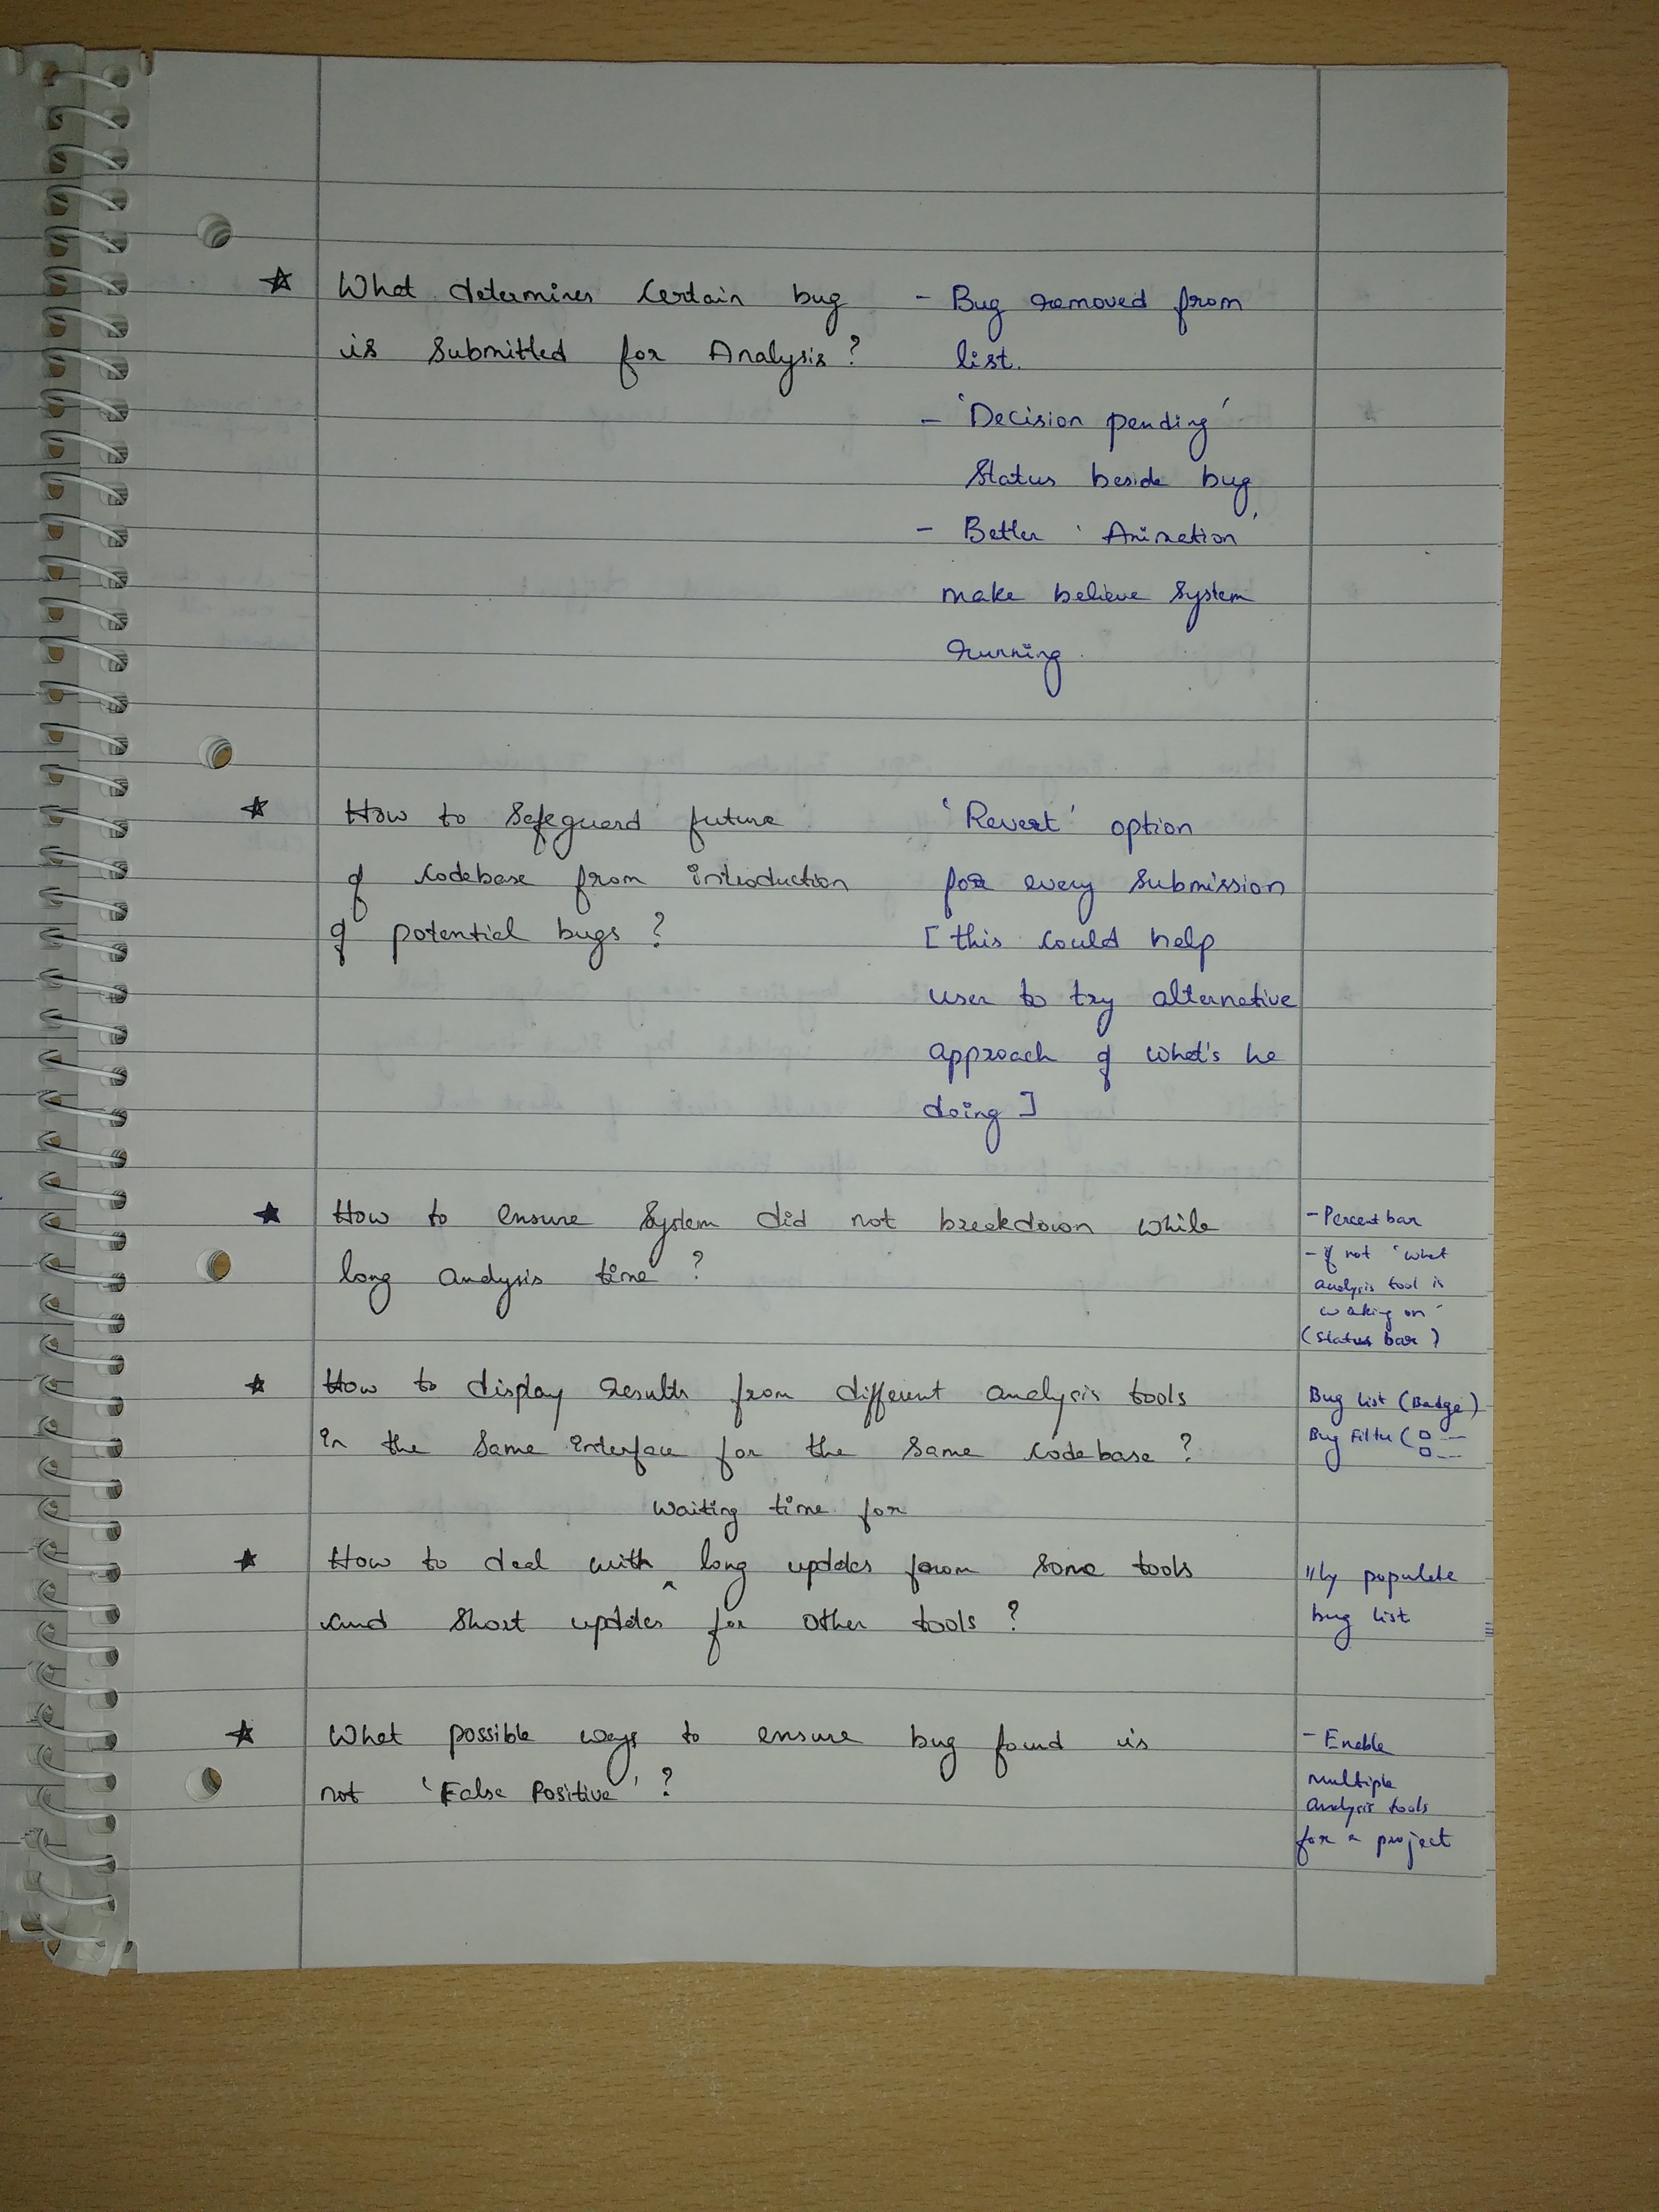 What determines certain bug
is submitted for Analysis?
- Bug removed from
list.
- 'Decision pending'
Status beside bug
- Better 'Animation'
make believe system
running.
How to safeguard future
of codebase from introduction
of potential bugs?
'Revert' option
for every submission
[this could help
user to try alternative
approach of what's he
doing]
How to ensure system did not breakdown while
long analysis time?
- Percent bar
- if not 'what
analysis tool is
working on'
(status bar)
How to display results from different analysis tools
in the same interface for the same codebase?
Bug list (Badge)
Bug Filter (
waiting time for
How to deal with ^ long updates from some tools
and short updates for other tools?
||ly populate
bug list
What possible ways to ensure bug found is
not 'False Positive'?
- Enable
multiple
analysis tools
for a project